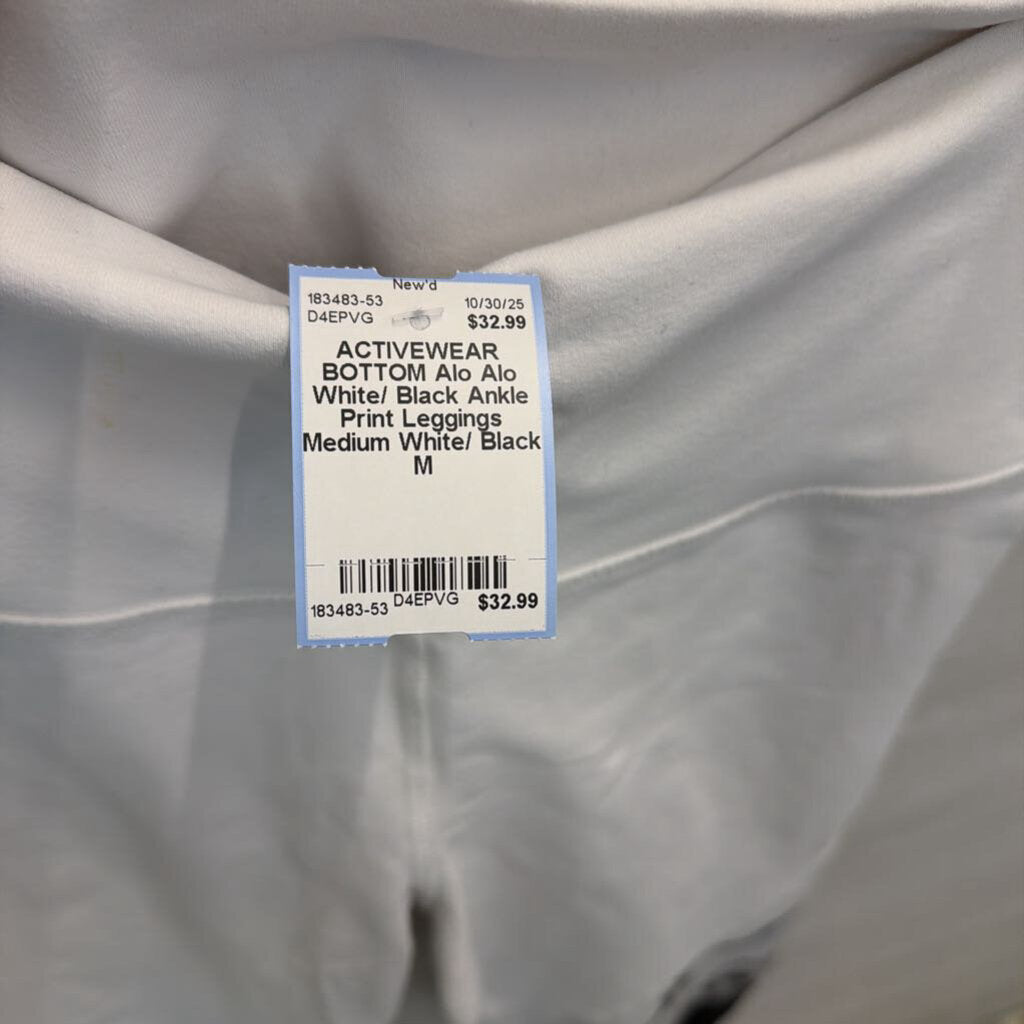 New'd
183483-53 10/30/25
D4EPVG $32.99
ACTIVEWEAR
BOTTOM Alo Alo
White/ Black Ankle
Print Leggings
Medium White/ Black
M
183483-53 D4EPVG $32.99